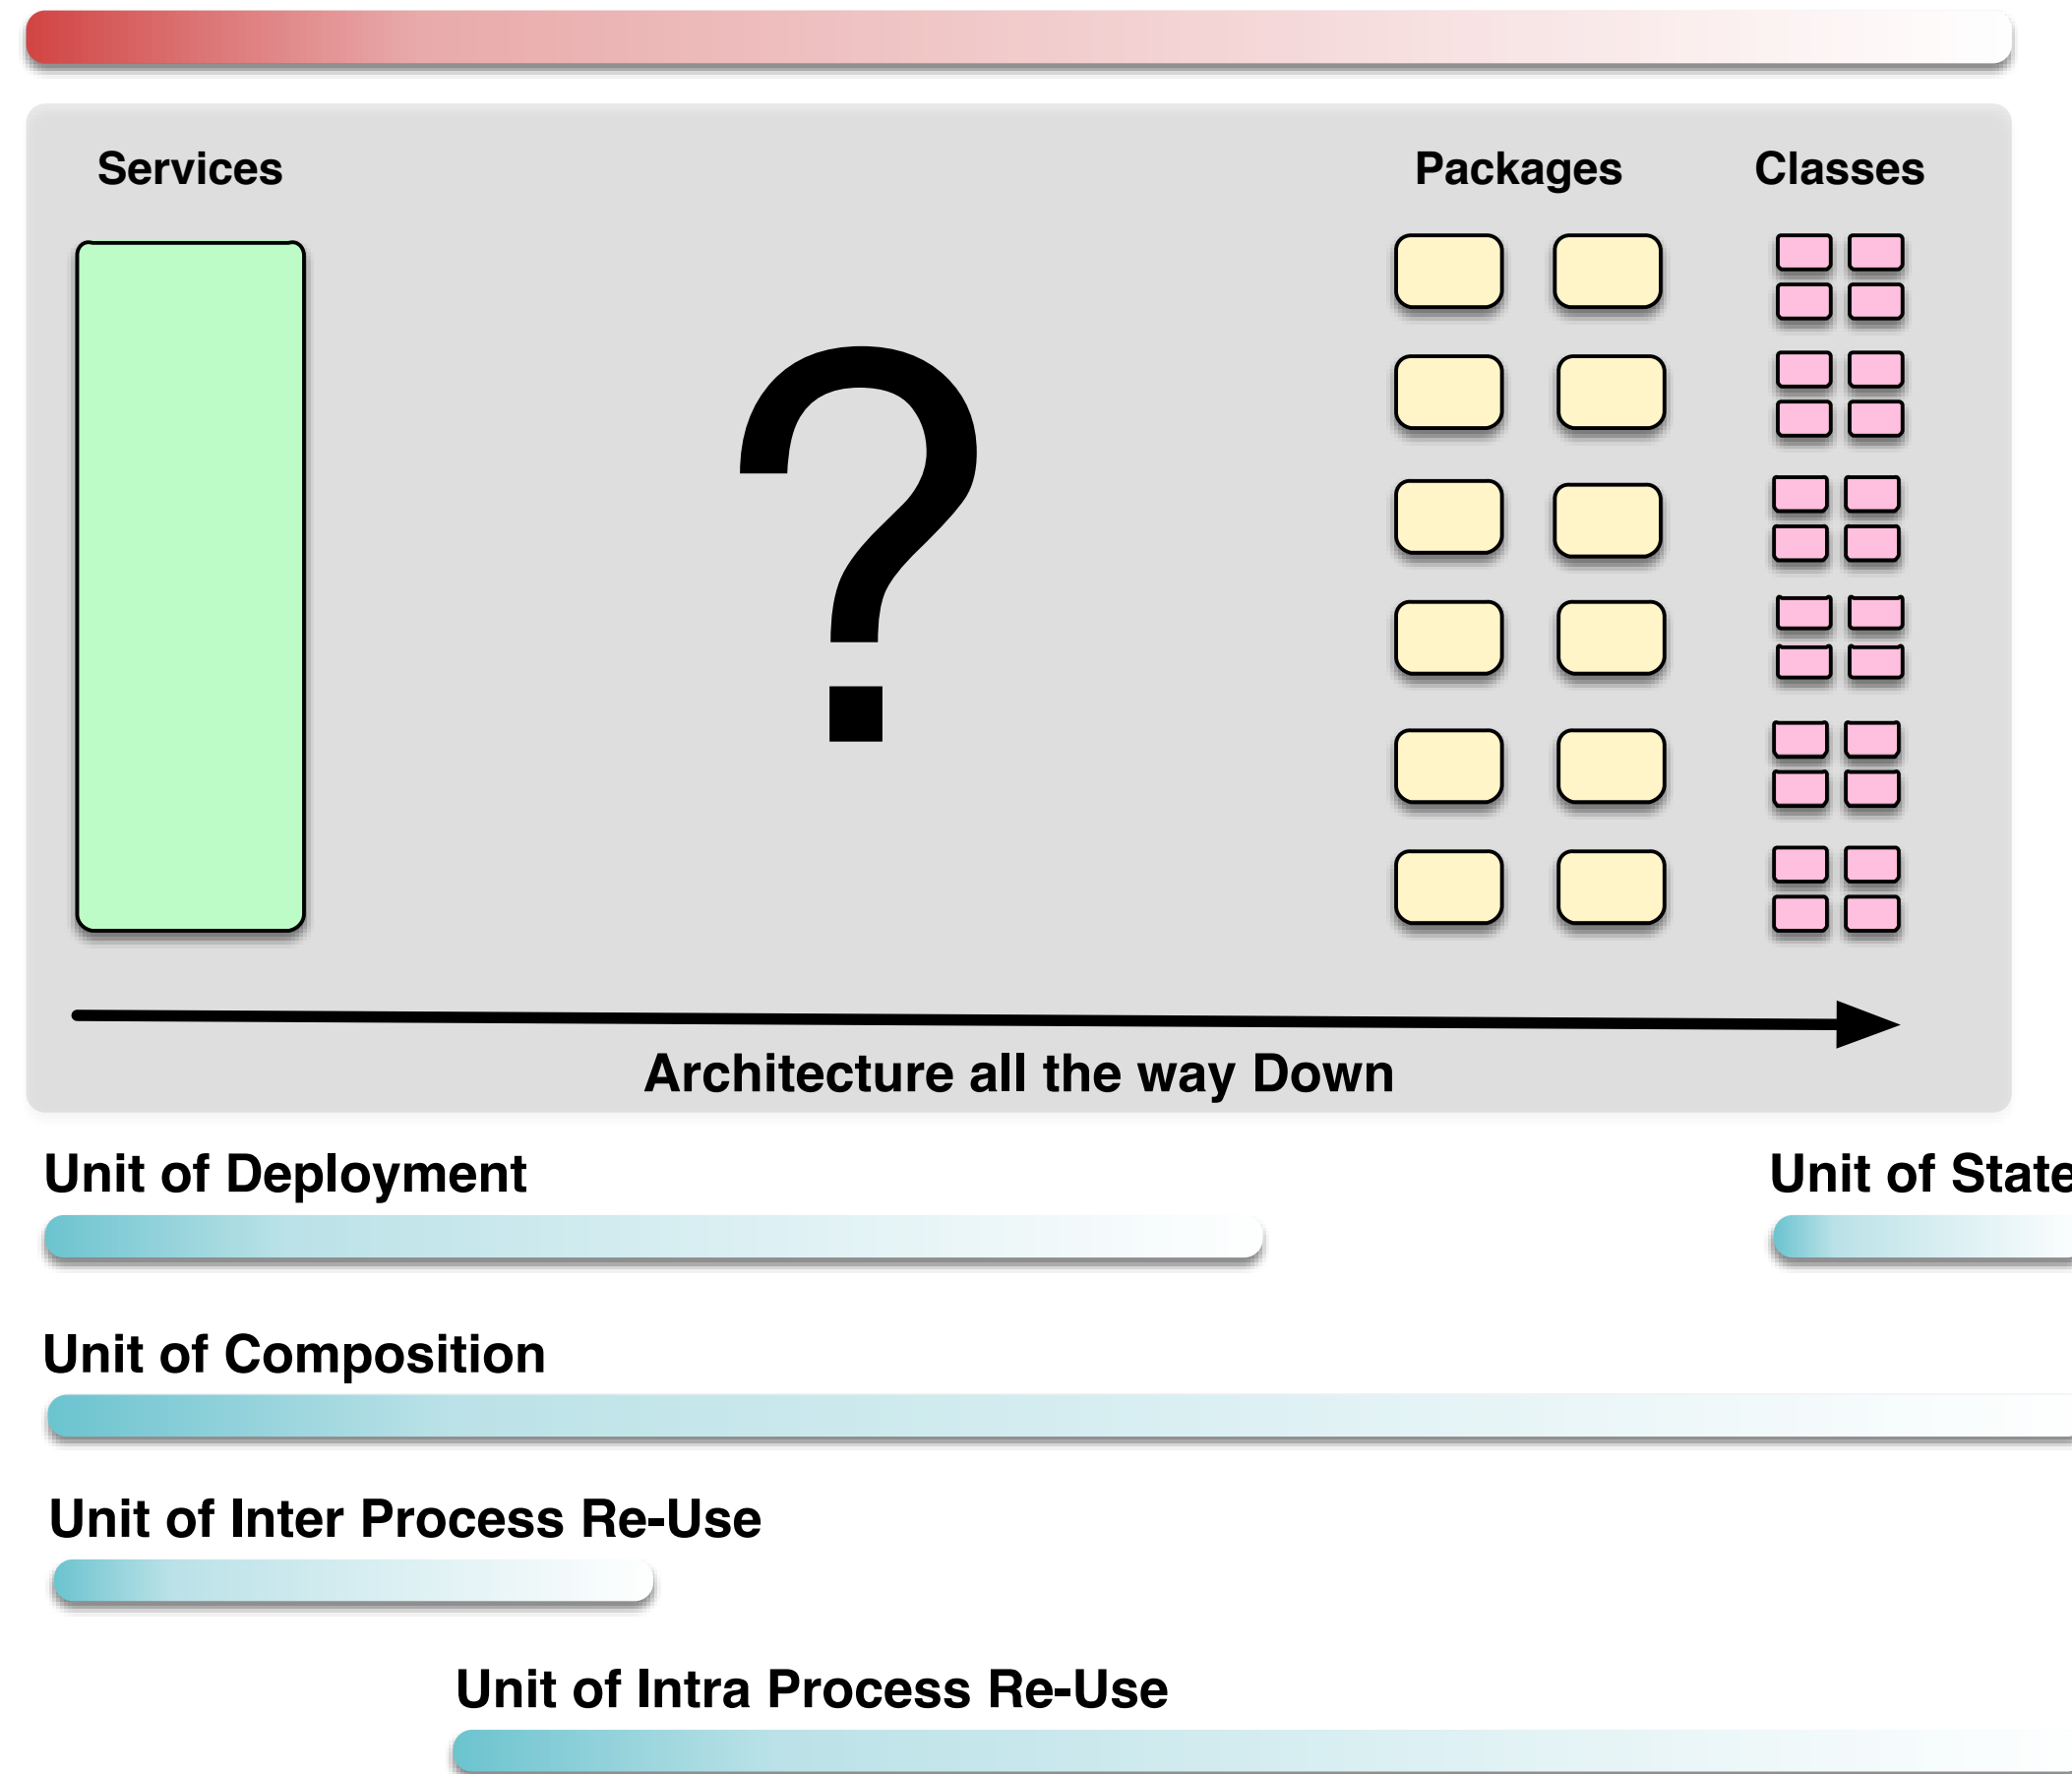 Services
Packages
Classes
?
Architecture all the way Down
Unit of Deployment
Unit of State
Unit of Composition
Unit of Inter Process Re-Use
Unit of Intra Process Re-Use